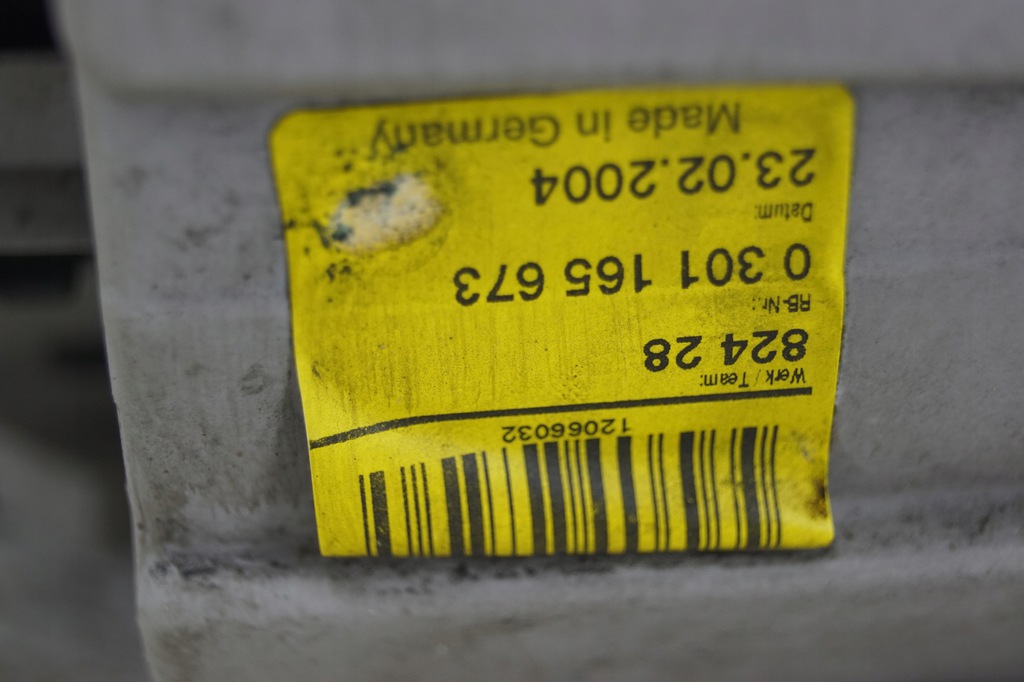 12066032
Werk / Team:
824 28
RB-Nr.:
0 301 165 673
Datum:
23.02.2004
Made in Germany